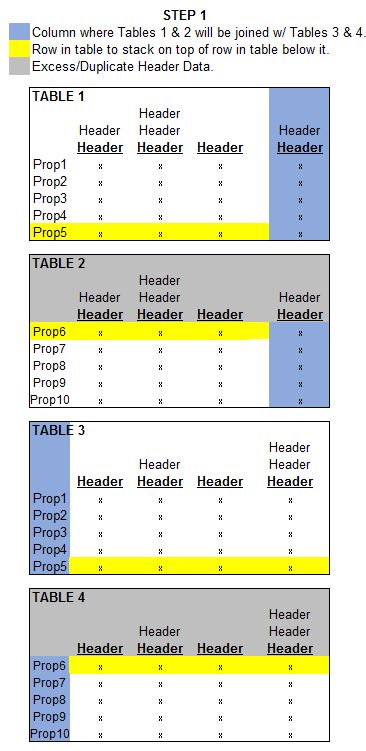 STEP 1
Column where Tables 1 & 2 will be joined w/ Tables 3 & 4.
Row in table to stack on top of row in table below it.
Excess/Duplicate Header Data.
TABLE 1
Header
Header Header Header
Header Header Header Header
Prop1 x x x x
Prop2 x x x x
Prop3 x x x x
Prop4 x x x x
Prop5 x x x x
TABLE 2
Header
Header Header Header
Header Header Header Header
Prop6 x x x x
Prop7 x x x x
Prop8 x x x x
Prop9 x x x x
Prop10 x x x x
TABLE 3
Header
Header Header
Header Header Header Header
Prop1 x x x x
Prop2 x x x x
Prop3 x x x x
Prop4 x x x x
Prop5 x x x x
TABLE 4
Header
Header Header
Header Header Header Header
Prop6 x x x x
Prop7 x x x x
Prop8 x x x x
Prop9 x x x x
Prop10 x x x x